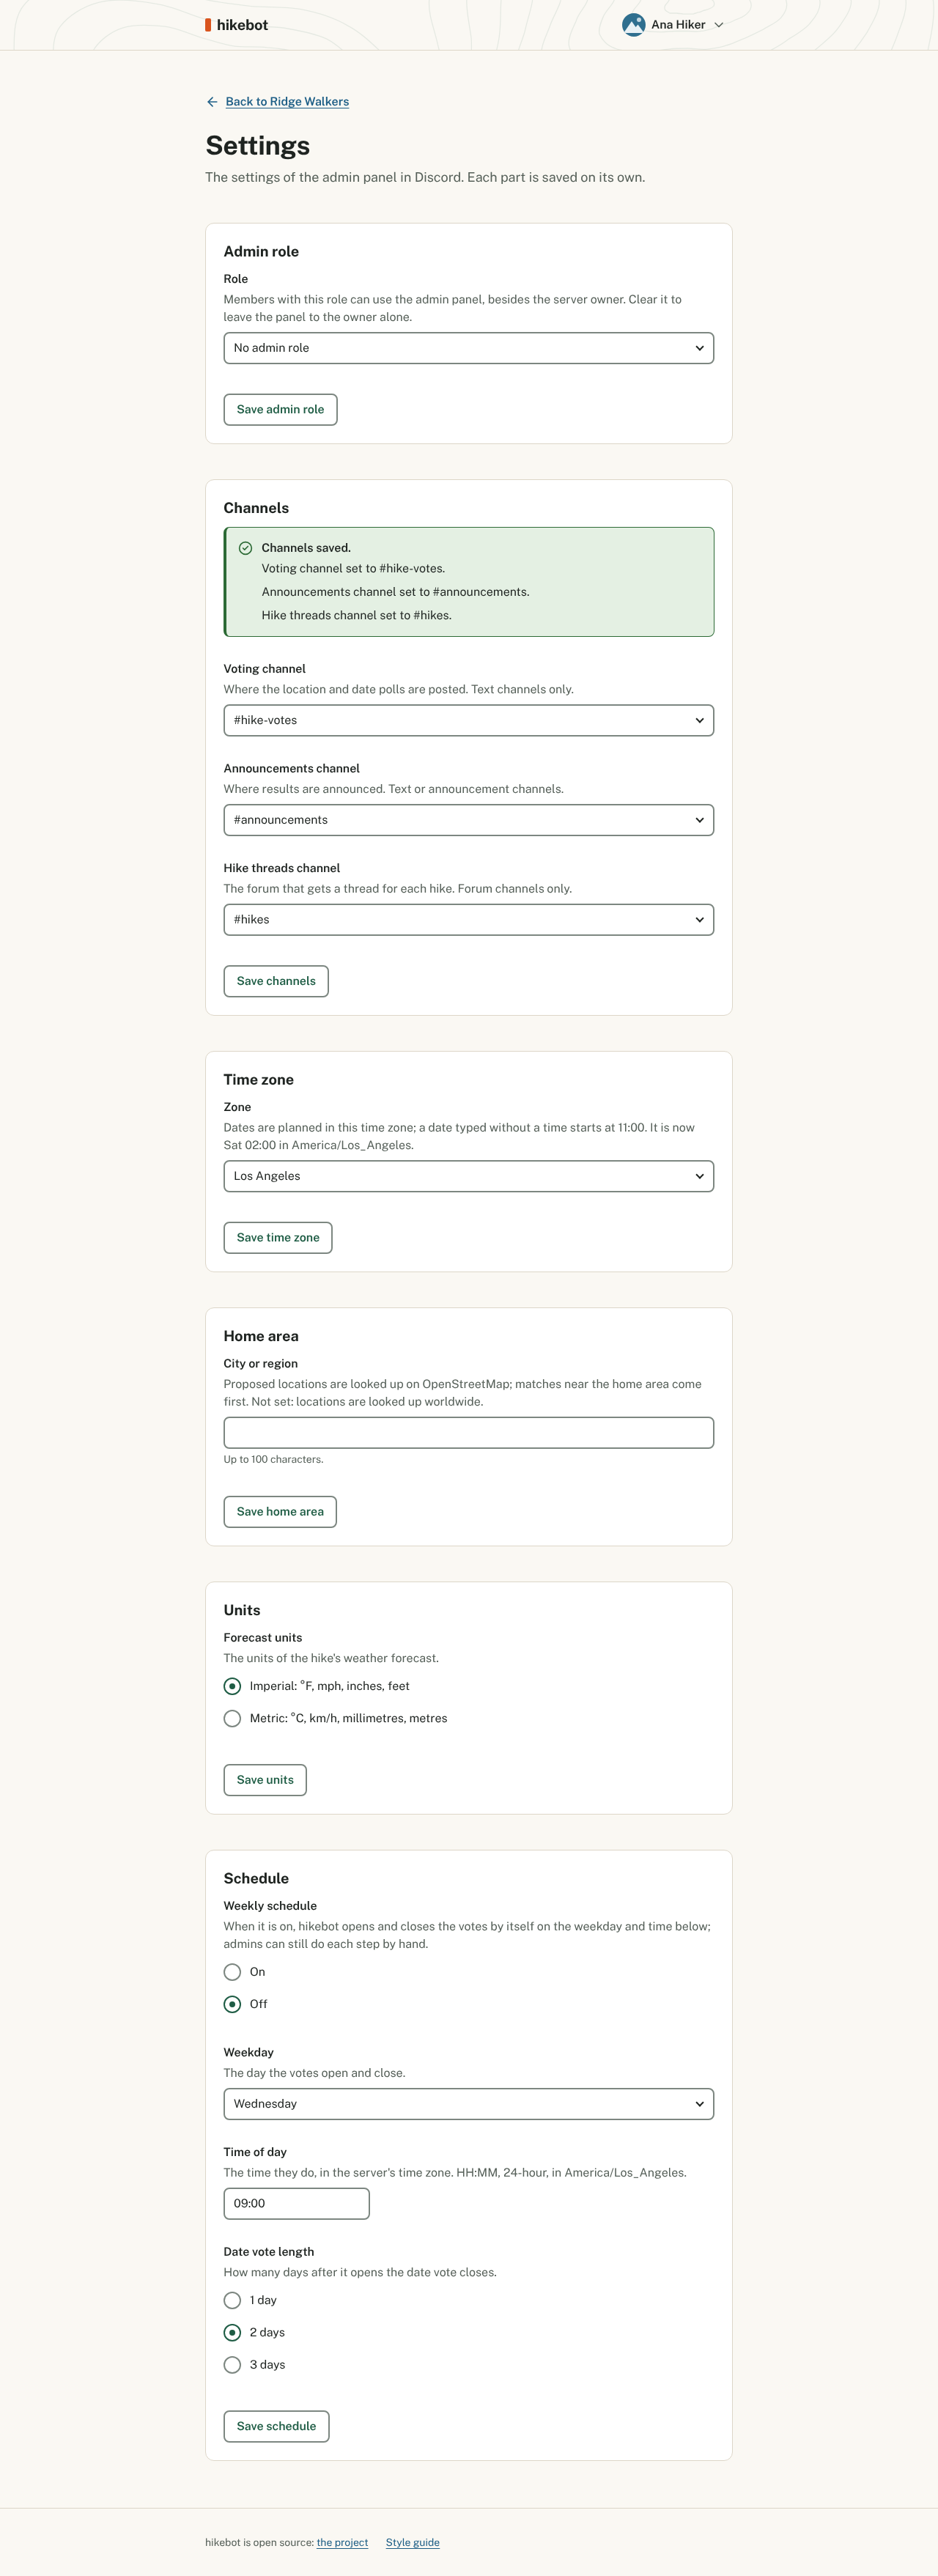 hikebot
Ana Hiker
Back to Ridge Walkers
Settings
The settings of the admin panel in Discord. Each part is saved on its own.
Admin role
Role
Members with this role can use the admin panel, besides the server owner. Clear it to
leave the panel to the owner alone.
No admin role
Save admin role
Channels
Channels saved.
Voting channel set to #hike-votes.
Announcements channel set to #announcements.
Hike threads channel set to #hikes.
Voting channel
Where the location and date polls are posted. Text channels only.
#hike-votes
Announcements channel
Where results are announced. Text or announcement channels.
#announcements
Hike threads channel
The forum that gets a thread for each hike. Forum channels only.
#hikes
Save channels
Time zone
Zone
Dates are planned in this time zone; a date typed without a time starts at 11:00. It is now
Sat 02:00 in America/Los_Angeles.
Los Angeles
Save time zone
Home area
City or region
Proposed locations are looked up on OpenStreetMap; matches near the home area come
first. Not set: locations are looked up worldwide.
Up to 100 characters.
Save home area
Units
Forecast units
The units of the hike's weather forecast.
Imperial: °F, mph, inches, feet
Metric: °C, km/h, millimetres, metres
Save units
Schedule
Weekly schedule
When it is on, hikebot opens and closes the votes by itself on the weekday and time below;
admins can still do each step by hand.
On
Off
Weekday
The day the votes open and close.
Wednesday
Time of day
The time they do, in the server's time zone. HH:MM, 24-hour, in America/Los_Angeles.
09:00
Date vote length
How many days after it opens the date vote closes.
1 day
2 days
3 days
Save schedule
hikebot is open source: the project
Style guide